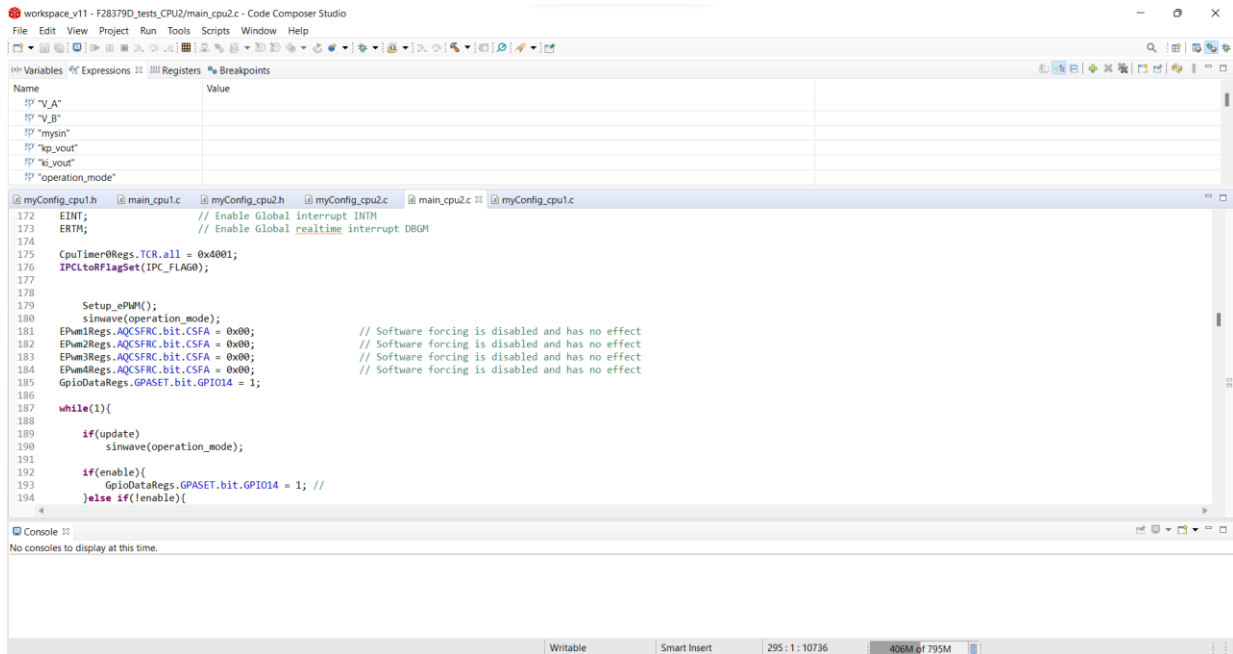 workspace_v11 - F28379D_tests_CPU2/main_cpu2.c - Code Composer Studio
File Edit View Project Run Tools Scripts Window Help
Variables Expressions Registers Breakpoints
Name Value
"V_A"
"V_B"
"mysin"
"kp_vout"
"ki_vout"
"operation_mode"
myConfig_cpu1.h main_cpu1.c myConfig_cpu2.h myConfig_cpu2.c main_cpu2.c myConfig_cpu1.c
172 EINT; // Enable Global interrupt INTM
173 ERTM; // Enable Global realtime interrupt DBGM
174
175 CpuTimer0Regs.TCR.all = 0x4001;
176 IPCLtoRFlagSet(IPC_FLAG0);
177
178
179 Setup_ePWM();
180 sinwave(operation_mode);
181 EPwm1Regs.AQCSFRC.bit.CSFA = 0x00; // Software forcing is disabled and has no effect
182 EPwm2Regs.AQCSFRC.bit.CSFA = 0x00; // Software forcing is disabled and has no effect
183 EPwm3Regs.AQCSFRC.bit.CSFA = 0x00; // Software forcing is disabled and has no effect
184 EPwm4Regs.AQCSFRC.bit.CSFA = 0x00; // Software forcing is disabled and has no effect
185 GpioDataRegs.GPASET.bit.GPIO14 = 1;
186
187 while(1){
188
189 if(update)
190 sinwave(operation_mode);
191
192 if(enable){
193 GpioDataRegs.GPASET.bit.GPIO14 = 1; //
194 }else if(!enable){
Console
No consoles to display at this time.
Writable Smart Insert 295 : 1 : 10736 406M of 795M